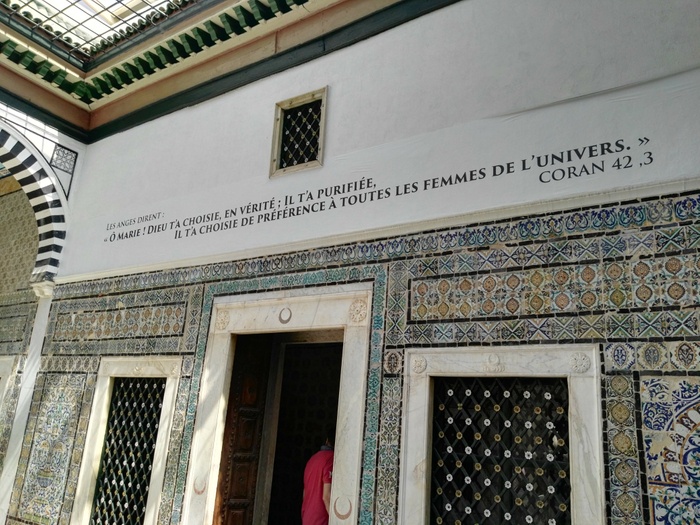 LES ANGES DIRENT :
« Ô MARIE ! DIEU T'A CHOISIE, EN VÉRITÉ ; IL T'A PURIFIÉE,
IL T'A CHOISIE DE PRÉFÉRENCE À TOUTES LES FEMMES DE L'UNIVERS. »
CORAN 42 ,3